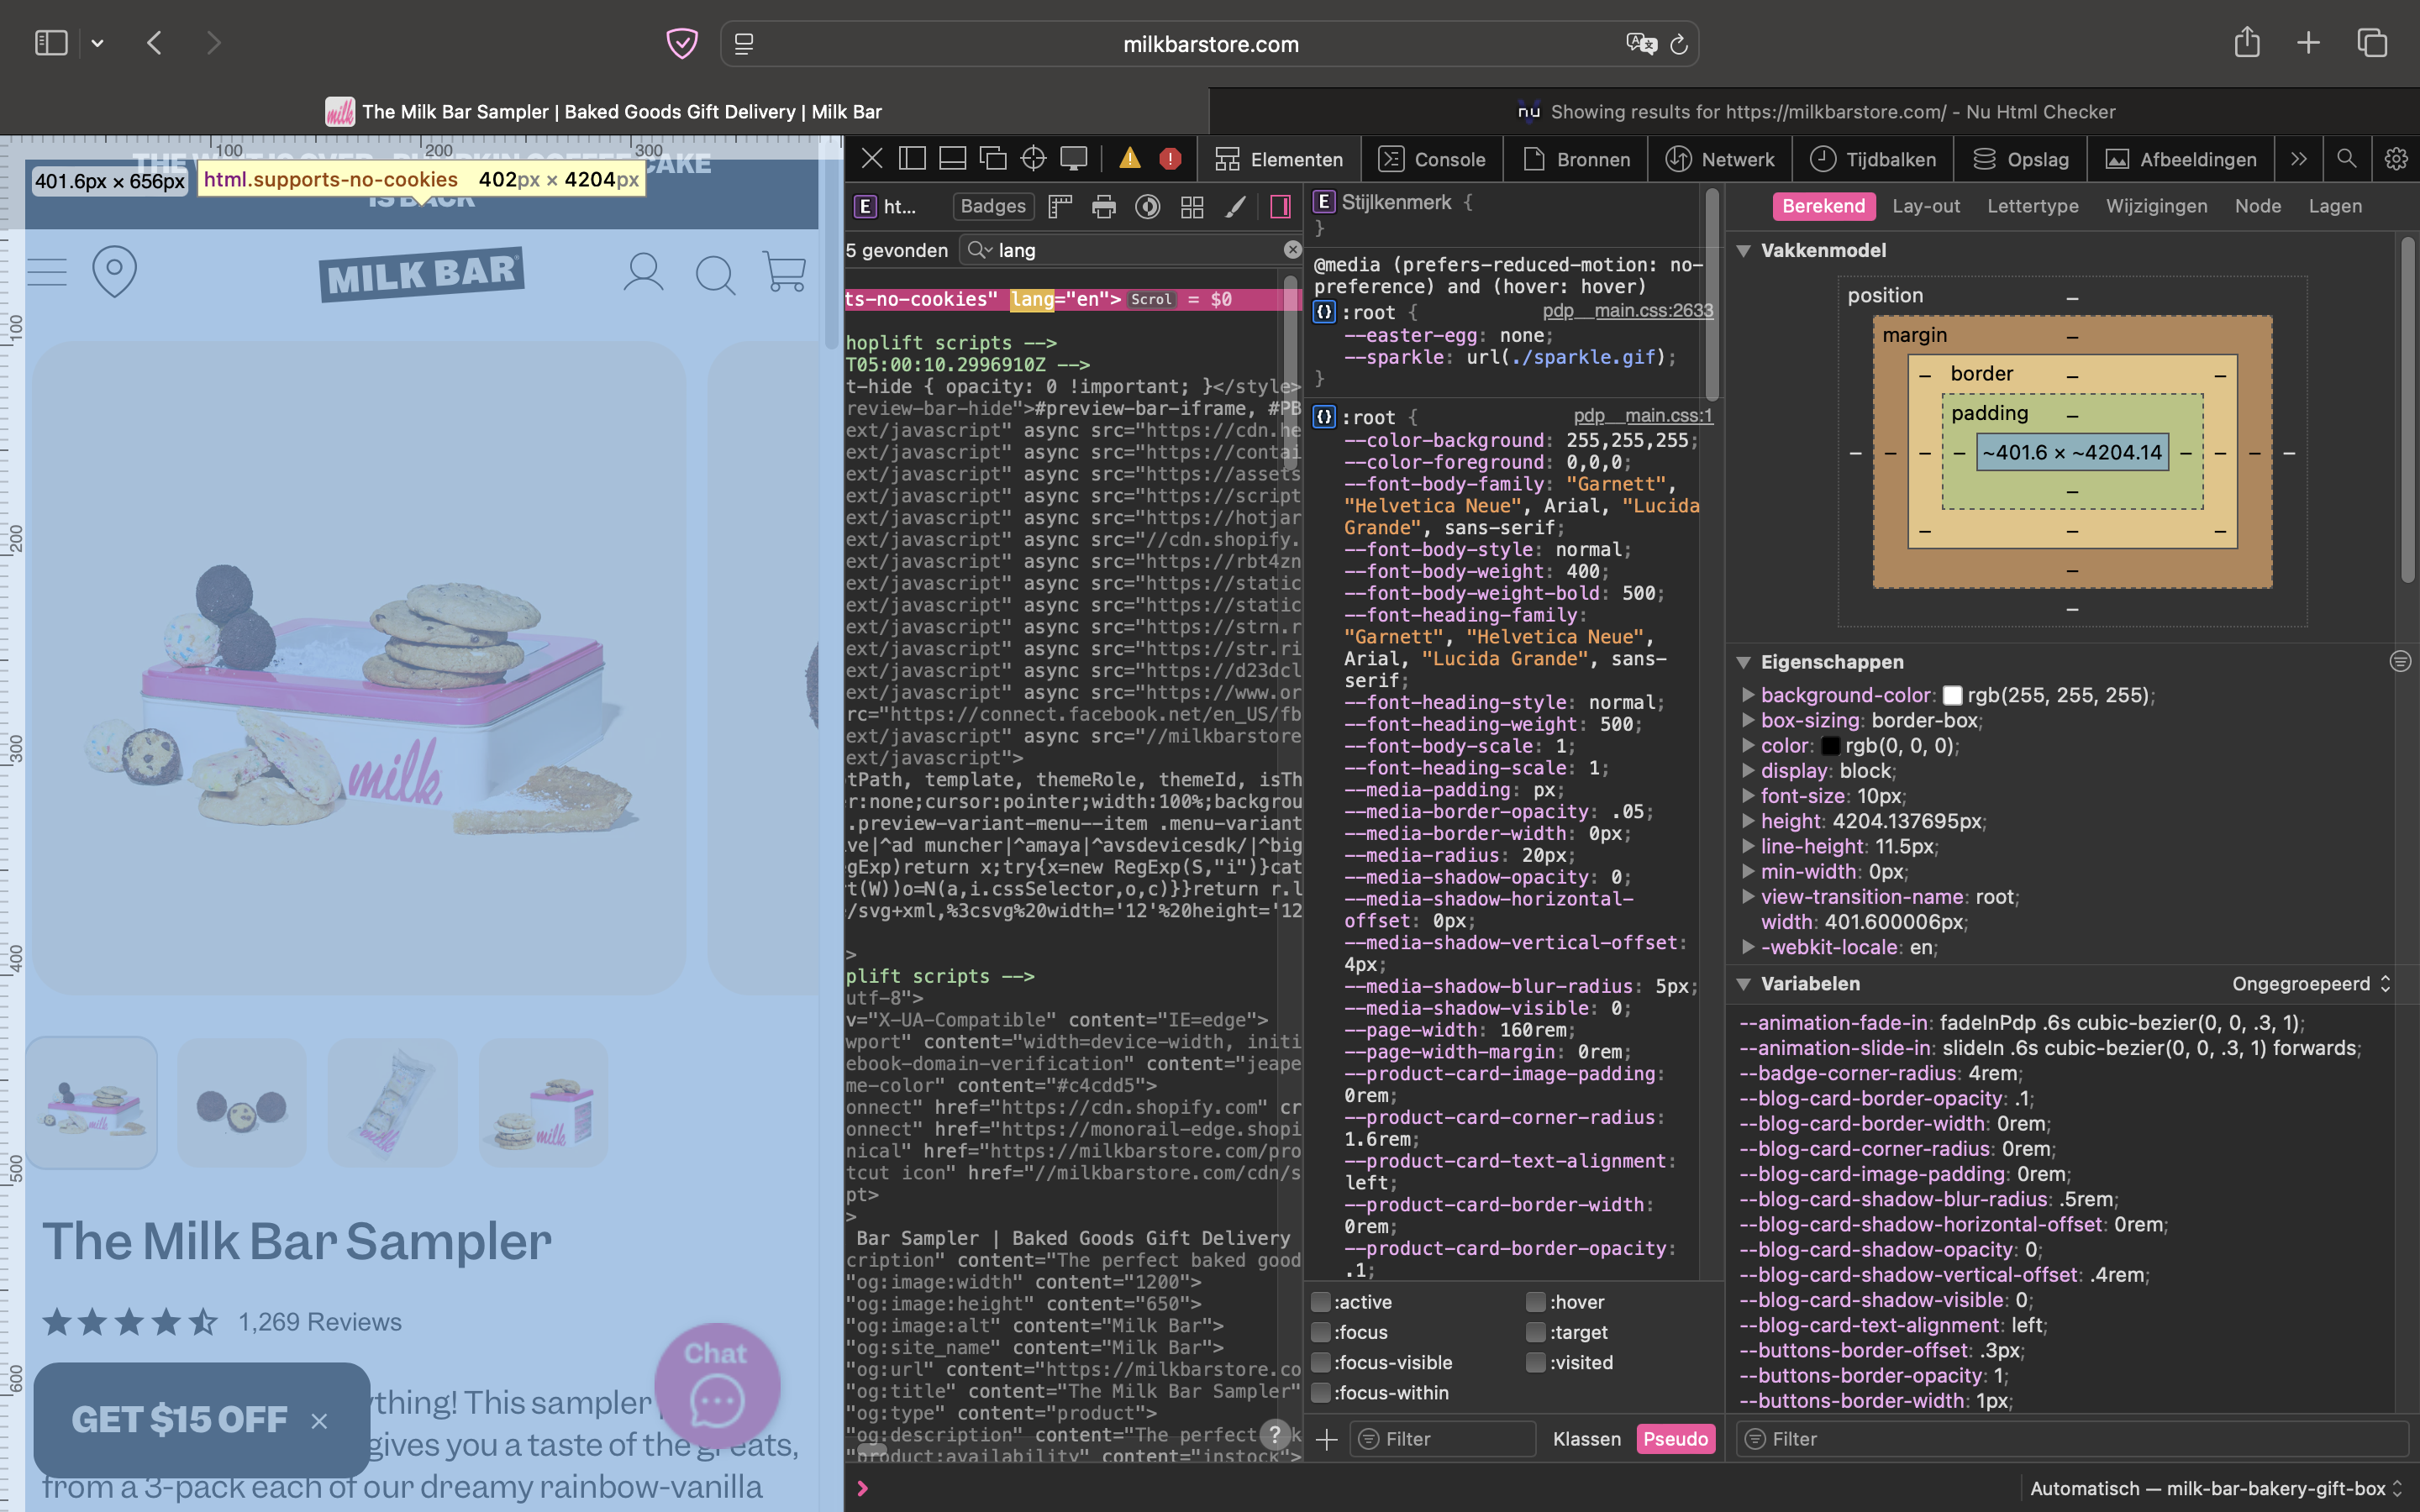 milkbarstore.com
milk The Milk Bar Sampler | Baked Goods Gift Delivery | Milk Bar
nu Showing results for https://milkbarstore.com/ - Nu Html Checker
100 200 300
401.6px × 656px
html.supports-no-cookies 402px × 4204px
IS BACK
MILK BAR
100
200
300
400
500
600
milk
The Milk Bar Sampler
1,269 Reviews
Chat
GET $15 OFF ×
ything! This sampler
gives you a taste of the greats,
from a 3-pack each of our dreamy rainbow-vanilla
Elementen
Console
Bronnen
Netwerk
Tijdbalken
Opslag
Afbeeldingen
E ht...
Badges
5 gevonden
lang
ts-no-cookies" lang="en"> Scrol = $0
hoplift scripts -->
T05:00:10.2996910Z -->
t-hide { opacity: 0 !important; }</style>
review-bar-hide">#preview-bar-iframe, #PB
ext/javascript" async src="https://cdn.he
ext/javascript" async src="https://contai
ext/javascript" async src="https://assets
ext/javascript" async src="https://script
ext/javascript" async src="https://hotjar
ext/javascript" async src="//cdn.shopify.
ext/javascript" async src="https://rbt4zn
ext/javascript" async src="https://static
ext/javascript" async src="https://static
ext/javascript" async src="https://strn.r
ext/javascript" async src="https://str.ri
ext/javascript" async src="https://d23dcl
ext/javascript" async src="https://www.or
rc="https://connect.facebook.net/en_US/fb
ext/javascript" async src="//milkbarstore
ext/javascript">
tPath, template, themeRole, themeId, isTh
r:none;cursor:pointer;width:100%;backgrou
.preview-variant-menu--item .menu-variant
ve|^ad muncher|^amaya|^avsdevicesdk/|^big
gExp)return x;try{x=new RegExp(S,"i")}cat
t(W))o=N(a,i.cssSelector,o,c)}}return r.l
/svg+xml,%3csvg%20width='12'%20height='12
>
plift scripts -->
utf-8">
v="X-UA-Compatible" content="IE=edge">
wport" content="width=device-width, initi
ebook-domain-verification" content="jeape
me-color" content="#c4cdd5">
onnect" href="https://cdn.shopify.com" cr
onnect" href="https://monorail-edge.shopi
nical" href="https://milkbarstore.com/pro
tcut icon" href="//milkbarstore.com/cdn/s
pt>
>
Bar Sampler | Baked Goods Gift Delivery
cription" content="The perfect baked good
"og:image:width" content="1200">
"og:image:height" content="650">
"og:image:alt" content="Milk Bar">
"og:site_name" content="Milk Bar">
"og:url" content="https://milkbarstore.co
"og:title" content="The Milk Bar Sampler"
"og:type" content="product">
"og:description" content="The perfect
"product:availability" content="instock">
Stijlkenmerk {
}
@media (prefers-reduced-motion: no-
preference) and (hover: hover)
:root { pdp__main.css:2633
--easter-egg: none;
--sparkle: url(./sparkle.gif);
}
:root { pdp__main.css:1
--color-background: 255,255,255;
--color-foreground: 0,0,0;
--font-body-family: "Garnett",
"Helvetica Neue", Arial, "Lucida
Grande", sans-serif;
--font-body-style: normal;
--font-body-weight: 400;
--font-body-weight-bold: 500;
--font-heading-family:
"Garnett", "Helvetica Neue",
Arial, "Lucida Grande", sans-
serif;
--font-heading-style: normal;
--font-heading-weight: 500;
--font-body-scale: 1;
--font-heading-scale: 1;
--media-padding: px;
--media-border-opacity: .05;
--media-border-width: 0px;
--media-radius: 20px;
--media-shadow-opacity: 0;
--media-shadow-horizontal-
offset: 0px;
--media-shadow-vertical-offset:
4px;
--media-shadow-blur-radius: 5px;
--media-shadow-visible: 0;
--page-width: 160rem;
--page-width-margin: 0rem;
--product-card-image-padding:
0rem;
--product-card-corner-radius:
1.6rem;
--product-card-text-alignment:
left;
--product-card-border-width:
0rem;
--product-card-border-opacity:
.1;
:active :hover
:focus :target
:focus-visible :visited
:focus-within
Filter Klassen Pseudo
Berekend Lay-out Lettertype Wijzigingen Node Lagen
Vakkenmodel
position
margin
border
padding
~401.6 × ~4204.14
Eigenschappen
background-color: rgb(255, 255, 255);
box-sizing: border-box;
color: rgb(0, 0, 0);
display: block;
font-size: 10px;
height: 4204.137695px;
line-height: 11.5px;
min-width: 0px;
view-transition-name: root;
width: 401.600006px;
-webkit-locale: en;
Variabelen Ongegroepeerd
--animation-fade-in: fadeInPdp .6s cubic-bezier(0, 0, .3, 1);
--animation-slide-in: slideIn .6s cubic-bezier(0, 0, .3, 1) forwards;
--badge-corner-radius: 4rem;
--blog-card-border-opacity: .1;
--blog-card-border-width: 0rem;
--blog-card-corner-radius: 0rem;
--blog-card-image-padding: 0rem;
--blog-card-shadow-blur-radius: .5rem;
--blog-card-shadow-horizontal-offset: 0rem;
--blog-card-shadow-opacity: 0;
--blog-card-shadow-vertical-offset: .4rem;
--blog-card-shadow-visible: 0;
--blog-card-text-alignment: left;
--buttons-border-offset: .3px;
--buttons-border-opacity: 1;
--buttons-border-width: 1px;
Filter
Automatisch — milk-bar-bakery-gift-box